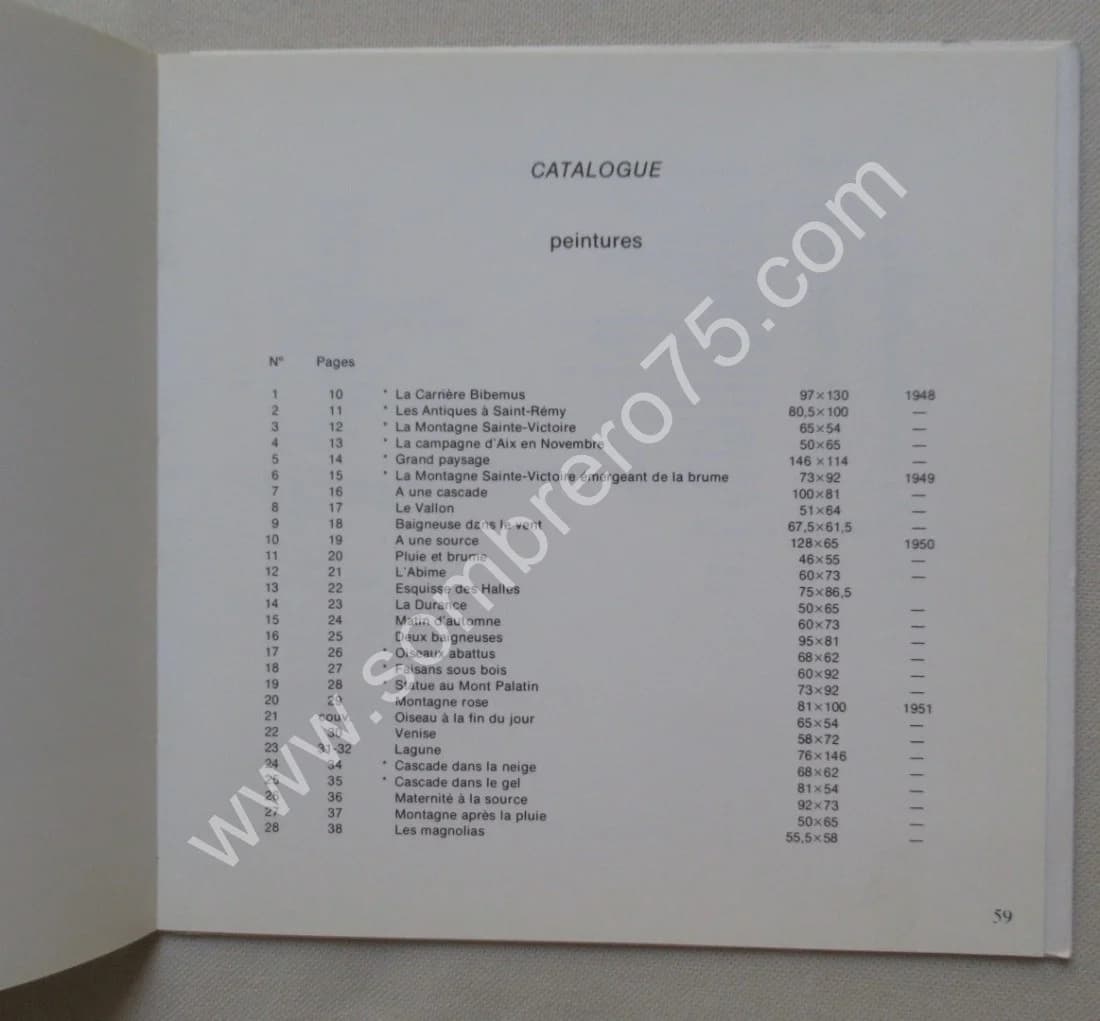 CATALOGUE
peintures
N° Pages
1 10 * La Carrière Bibemus 97×130 1948
2 11 * Les Antiques à Saint-Rémy 80,5×100 —
3 12 * La Montagne Sainte-Victoire 65×54 —
4 13 * La campagne d'Aix en Novembre 50×65 —
5 14 * Grand paysage 146×114 —
6 15 * La Montagne Sainte-Victoire émergeant de la brume 73×92 1949
7 16 A une cascade 100×81 —
8 17 Le Vallon 51×64 —
9 18 Baigneuse dans le vent 67,5×61,5 —
10 19 A une source 128×65 1950
11 20 Pluie et brume 46×55 —
12 21 L'Abime 60×73 —
13 22 Esquisse des Halles 75×86,5
14 23 La Durance 50×65 —
15 24 Matin d'automne 60×73 —
16 25 Deux baigneuses 95×81 —
17 26 * Oiseaux abattus 68×62 —
18 27 * Faisans sous bois 60×92 —
19 28 * Statue au Mont Palatin 73×92 —
20 29 Montagne rose 81×100 1951
21 couv. Oiseau à la fin du jour 65×54 —
22 30 Venise 58×72 —
23 31-32 Lagune 76×146 —
24 34 * Cascade dans la neige 68×62 —
25 35 * Cascade dans le gel 81×54 —
26 36 Maternité à la source 92×73 —
27 37 Montagne après la pluie 50×65 —
28 38 Les magnolias 55,5×58 —
59
www.sombrero75.com